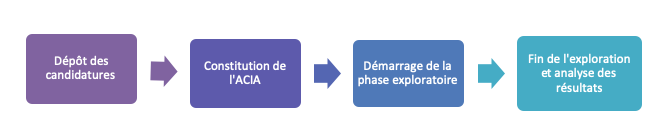 Dépôt des
candidatures
Constitution de
l'ACIA
Démarrage de la
phase exploratoire
Fin de l'exploration
et analyse des
résultats